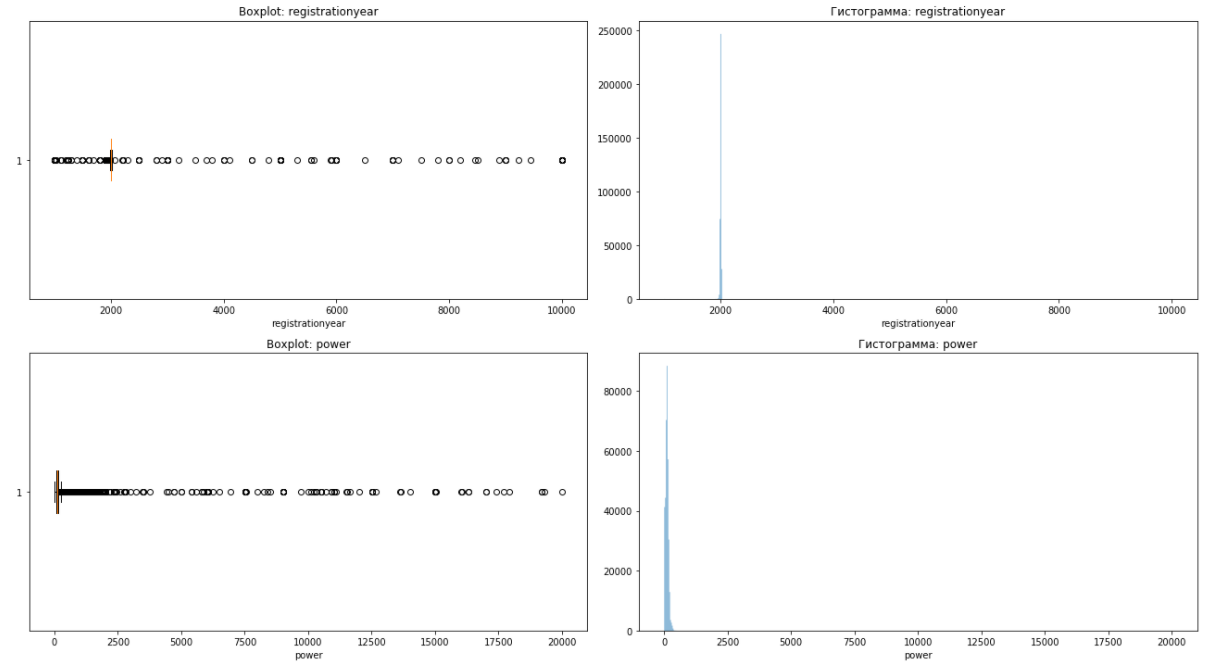 Boxplot: registrationyear
1
2000 4000 6000 8000 10000
registrationyear
Гистограмма: registrationyear
250000
200000
150000
100000
50000
0
2000 4000 6000 8000 10000
registrationyear
Boxplot: power
1
0 2500 5000 7500 10000 12500 15000 17500 20000
power
Гистограмма: power
80000
60000
40000
20000
0
0 2500 5000 7500 10000 12500 15000 17500 20000
power